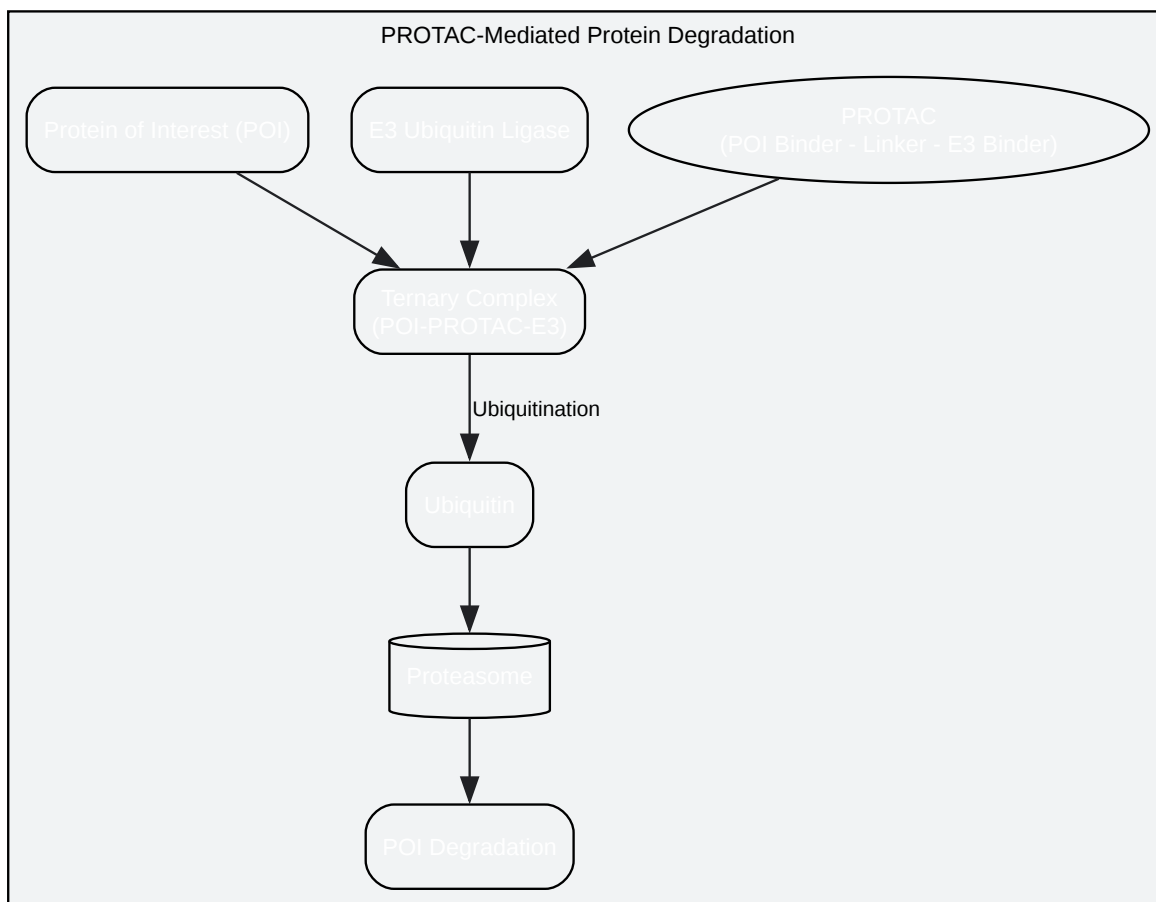 PROTAC-Mediated Protein Degradation
Protein of Interest (POI)
E3 Ubiquitin Ligase
PROTAC
(POI Binder - Linker - E3 Binder)
Ternary Complex
(POI-PROTAC-E3)
Ubiquitination
Ubiquitin
Proteasome
POI Degradation